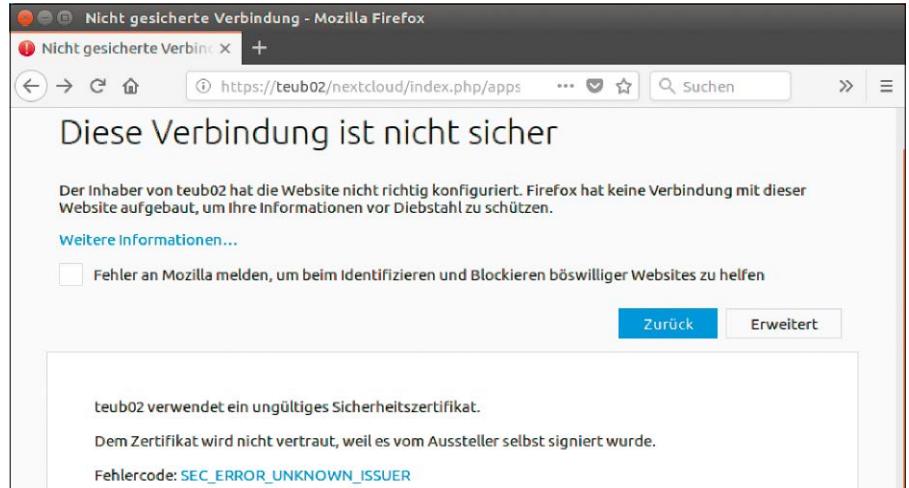 Nicht gesicherte Verbindung - Mozilla Firefox
Nicht gesicherte Verbind
https://teub02/nextcloud/index.php/apps
Suchen
Diese Verbindung ist nicht sicher
Der Inhaber von teub02 hat die Website nicht richtig konfiguriert. Firefox hat keine Verbindung mit dieser
Website aufgebaut, um Ihre Informationen vor Diebstahl zu schützen.
Weitere Informationen…
Fehler an Mozilla melden, um beim Identifizieren und Blockieren böswilliger Websites zu helfen
Zurück
Erweitert
teub02 verwendet ein ungültiges Sicherheitszertifikat.
Dem Zertifikat wird nicht vertraut, weil es vom Aussteller selbst signiert wurde.
Fehlercode: SEC_ERROR_UNKNOWN_ISSUER